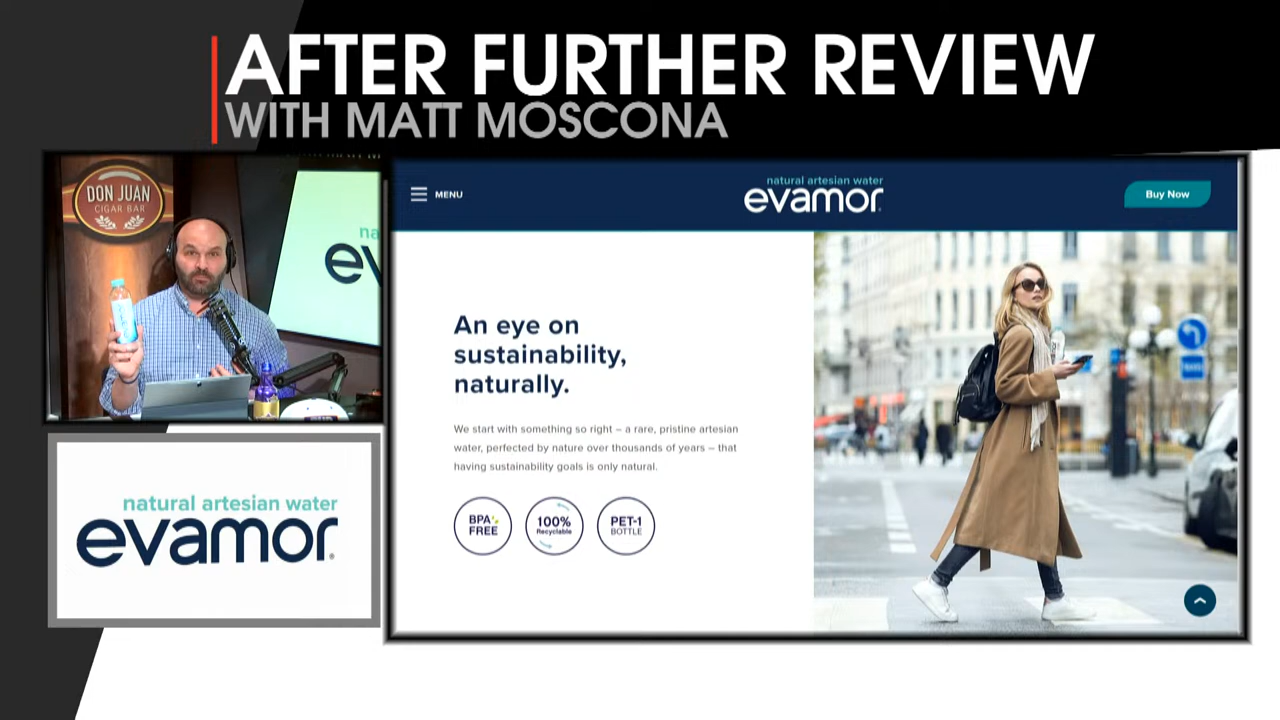 AFTER FURTHER REVIEW
WITH MATT MOSCONA
DON JUAN
CIGAR BAR
na
ev
natural artesian water
evamor
MENU
natural artesian water
evamor
Buy Now
An eye on
sustainability,
naturally.
We start with something so right – a rare, pristine artesian
water, perfected by nature over thousands of years – that
having sustainability goals is only natural.
BPA
FREE
100%
Recyclable
PET-1
BOTTLE